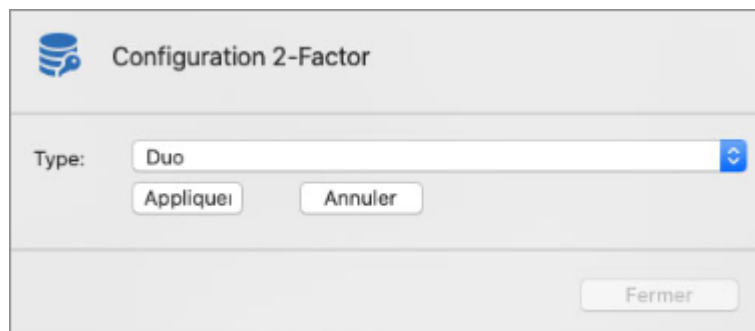 Configuration 2-Factor
Type: Duo
Appliquer Annuler
Fermer